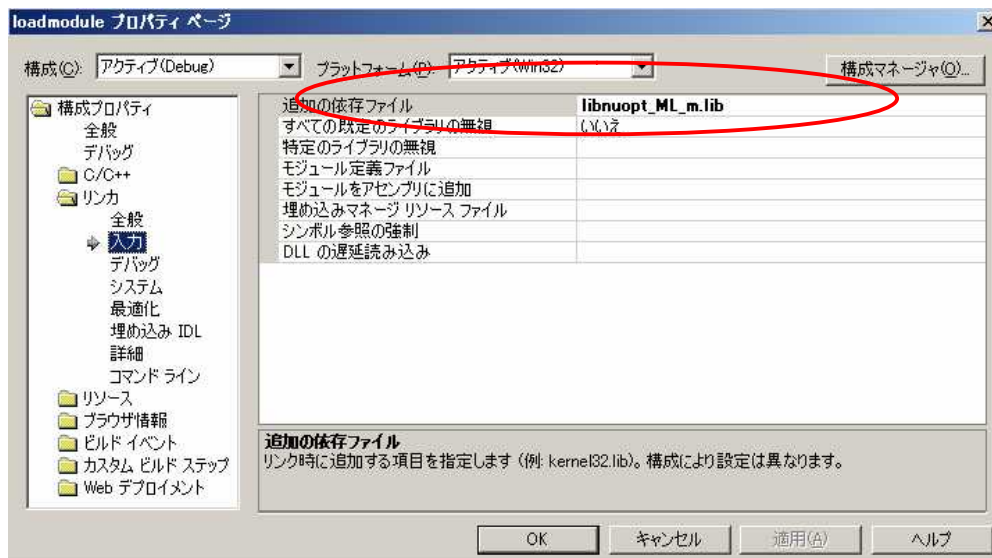 loadmodule プロパティ ページ
構成(C): アクティブ(Debug) プラットフォーム(P): アクティブ(Win32) 構成マネージャ(O)...
構成プロパティ
全般
デバッグ
C/C++
リンカ
全般
入力
デバッグ
システム
最適化
埋め込み IDL
詳細
コマンド ライン
リソース
ブラウザ情報
ビルド イベント
カスタム ビルド ステップ
Web デプロイメント
追加の依存ファイル libnuopt_ML_m.lib
すべての既定のライブラリの無視 いいえ
特定のライブラリの無視
モジュール定義ファイル
モジュールをアセンブリに追加
埋め込みマネージ リソース ファイル
シンボル参照の強制
DLL の遅延読み込み
追加の依存ファイル
リンク時に追加する項目を指定します (例: kernel32.lib)。構成により設定は異なります。
OK キャンセル 適用(A) ヘルプ